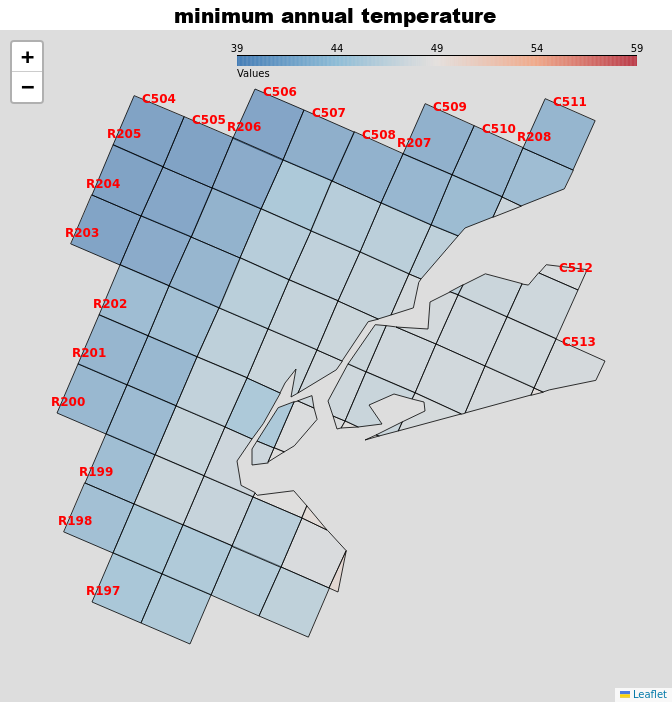 minimum annual temperature
+
−
39 44 49 54 59
Values
C504
C505
C506
C507
C508
C509
C510
C511
R205
R206
R207
R208
R204
R203
C512
R202
C513
R201
R200
R199
R198
R197
Leaflet